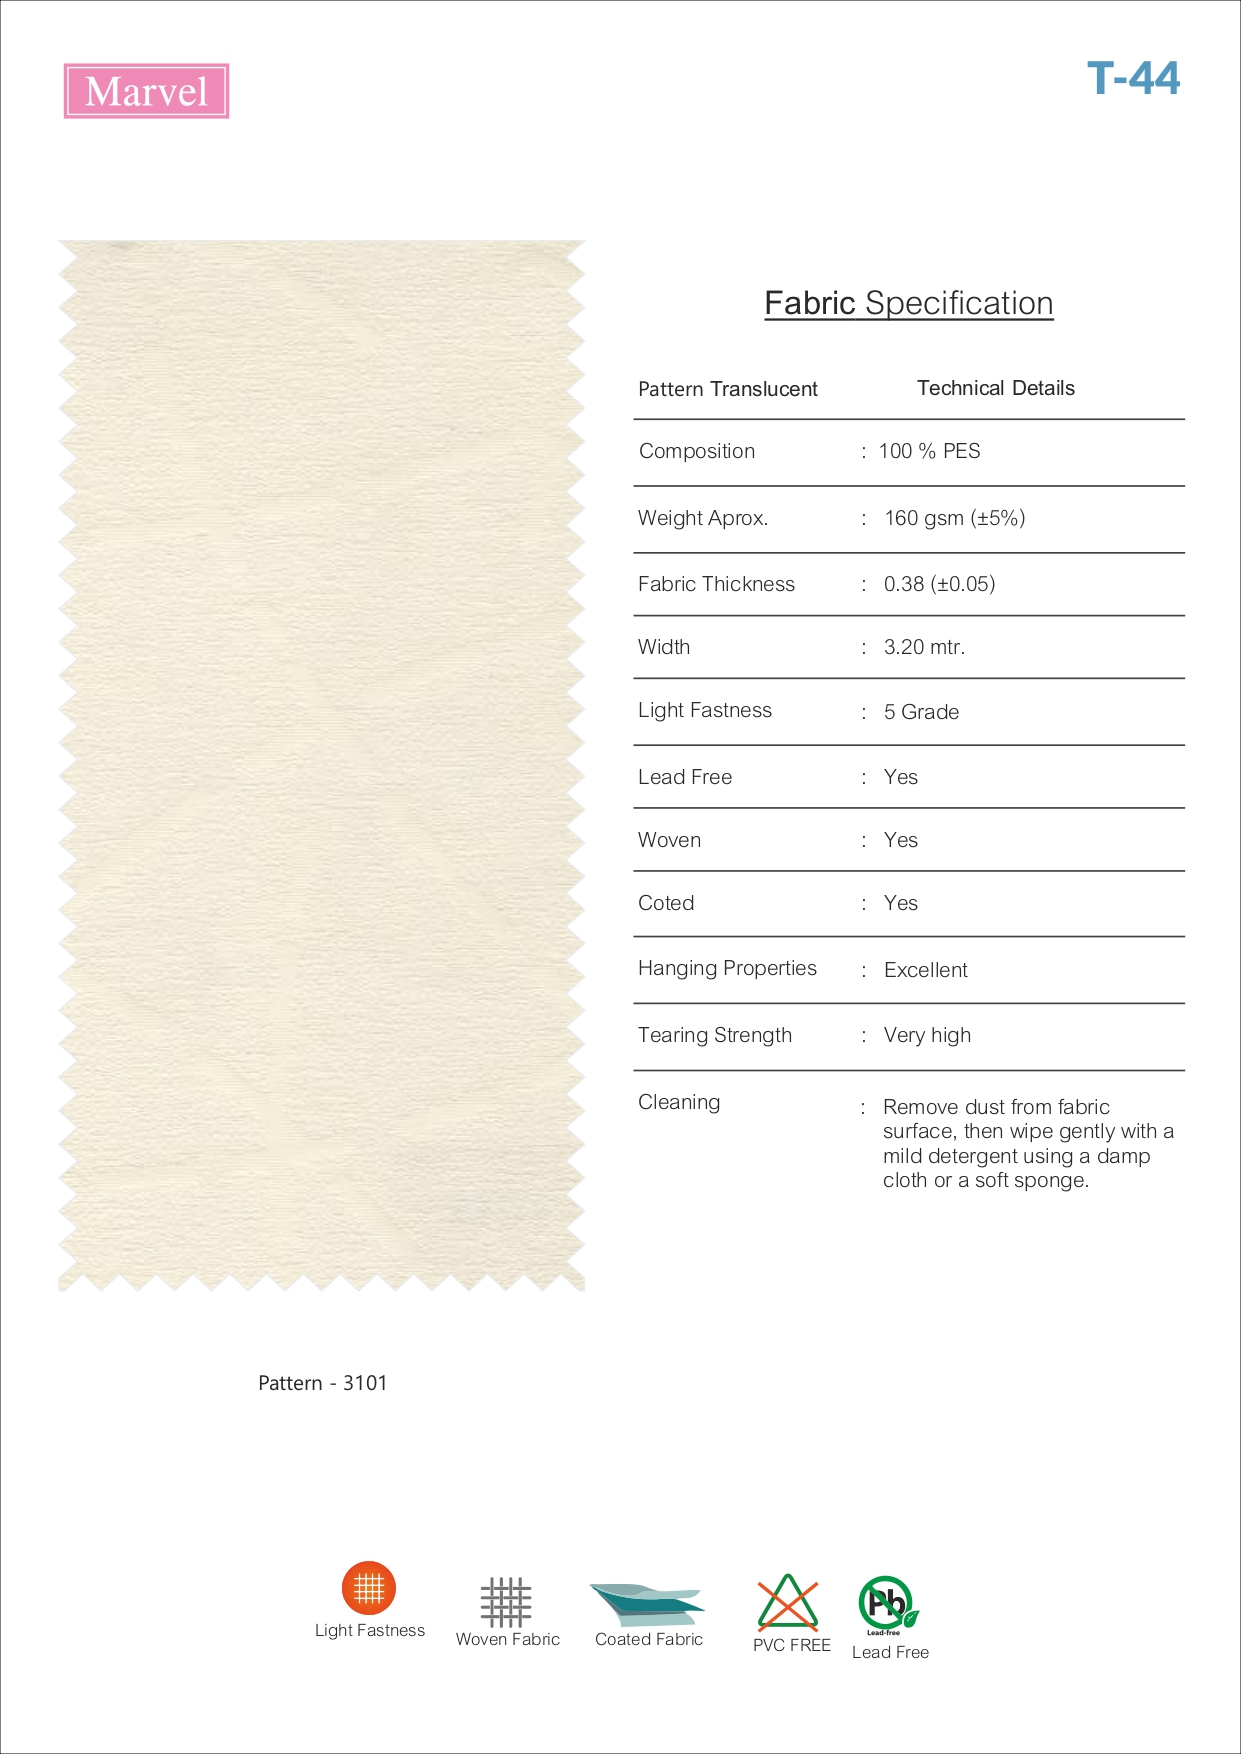 Marvel
T-44
Fabric Specification
Pattern Translucent Technical Details
Composition : 100 % PES
Weight Aprox. : 160 gsm (±5%)
Fabric Thickness : 0.38 (±0.05)
Width : 3.20 mtr.
Light Fastness : 5 Grade
Lead Free : Yes
Woven : Yes
Coted : Yes
Hanging Properties : Excellent
Tearing Strength : Very high
Cleaning : Remove dust from fabric
surface, then wipe gently with a
mild detergent using a damp
cloth or a soft sponge.
Pattern - 3101
Light Fastness
Woven Fabric
Coated Fabric
PVC FREE
Pb
Lead-free
Lead Free